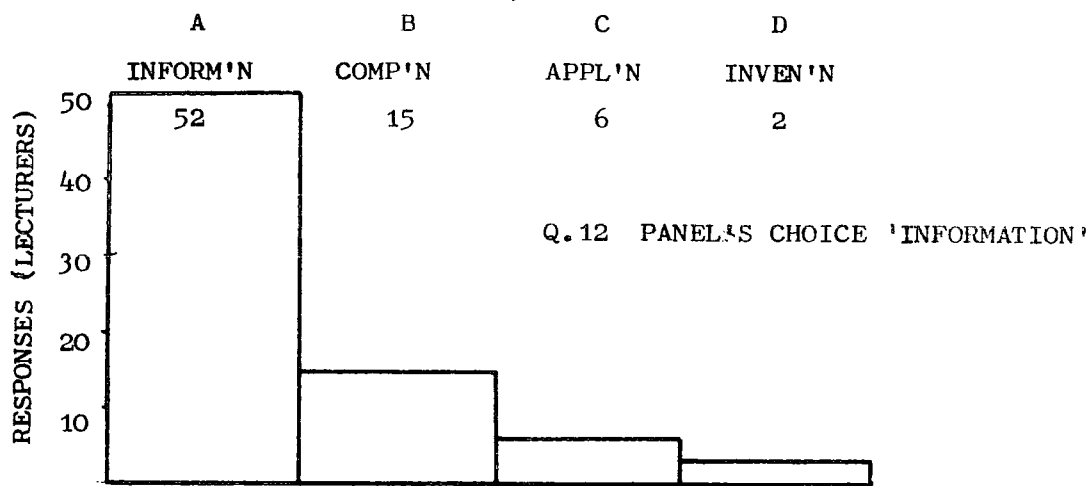 A B C D
INFORM'N COMP'N APPL'N INVEN'N
52 15 6 2
50
40
Q.12 PANEL'S CHOICE 'INFORMATION'
30
20
10
RESPONSES (LECTURERS)